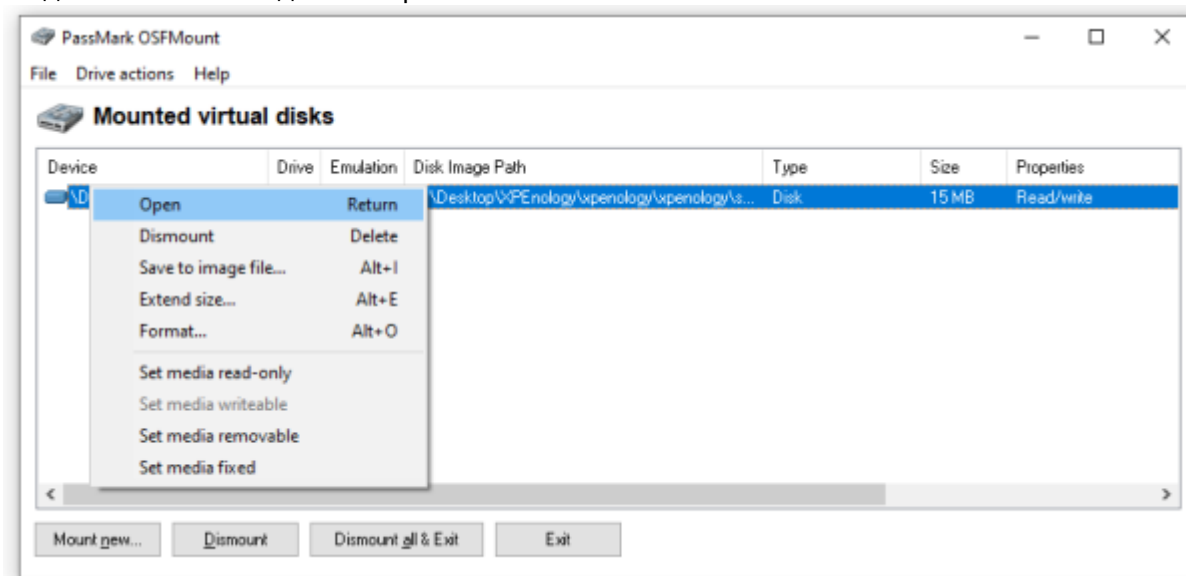 PassMark OSFMount
File Drive actions Help
Mounted virtual disks
Device Drive Emulation Disk Image Path Type Size Properties
\D \Desktop\XPEnology\xpenology\xpenology\s... Disk 15 MB Read/write
Open Return
Dismount Delete
Save to image file... Alt+I
Extend size... Alt+E
Format... Alt+O
Set media read-only
Set media writeable
Set media removable
Set media fixed
Mount new... Dismount Dismount all & Exit Exit